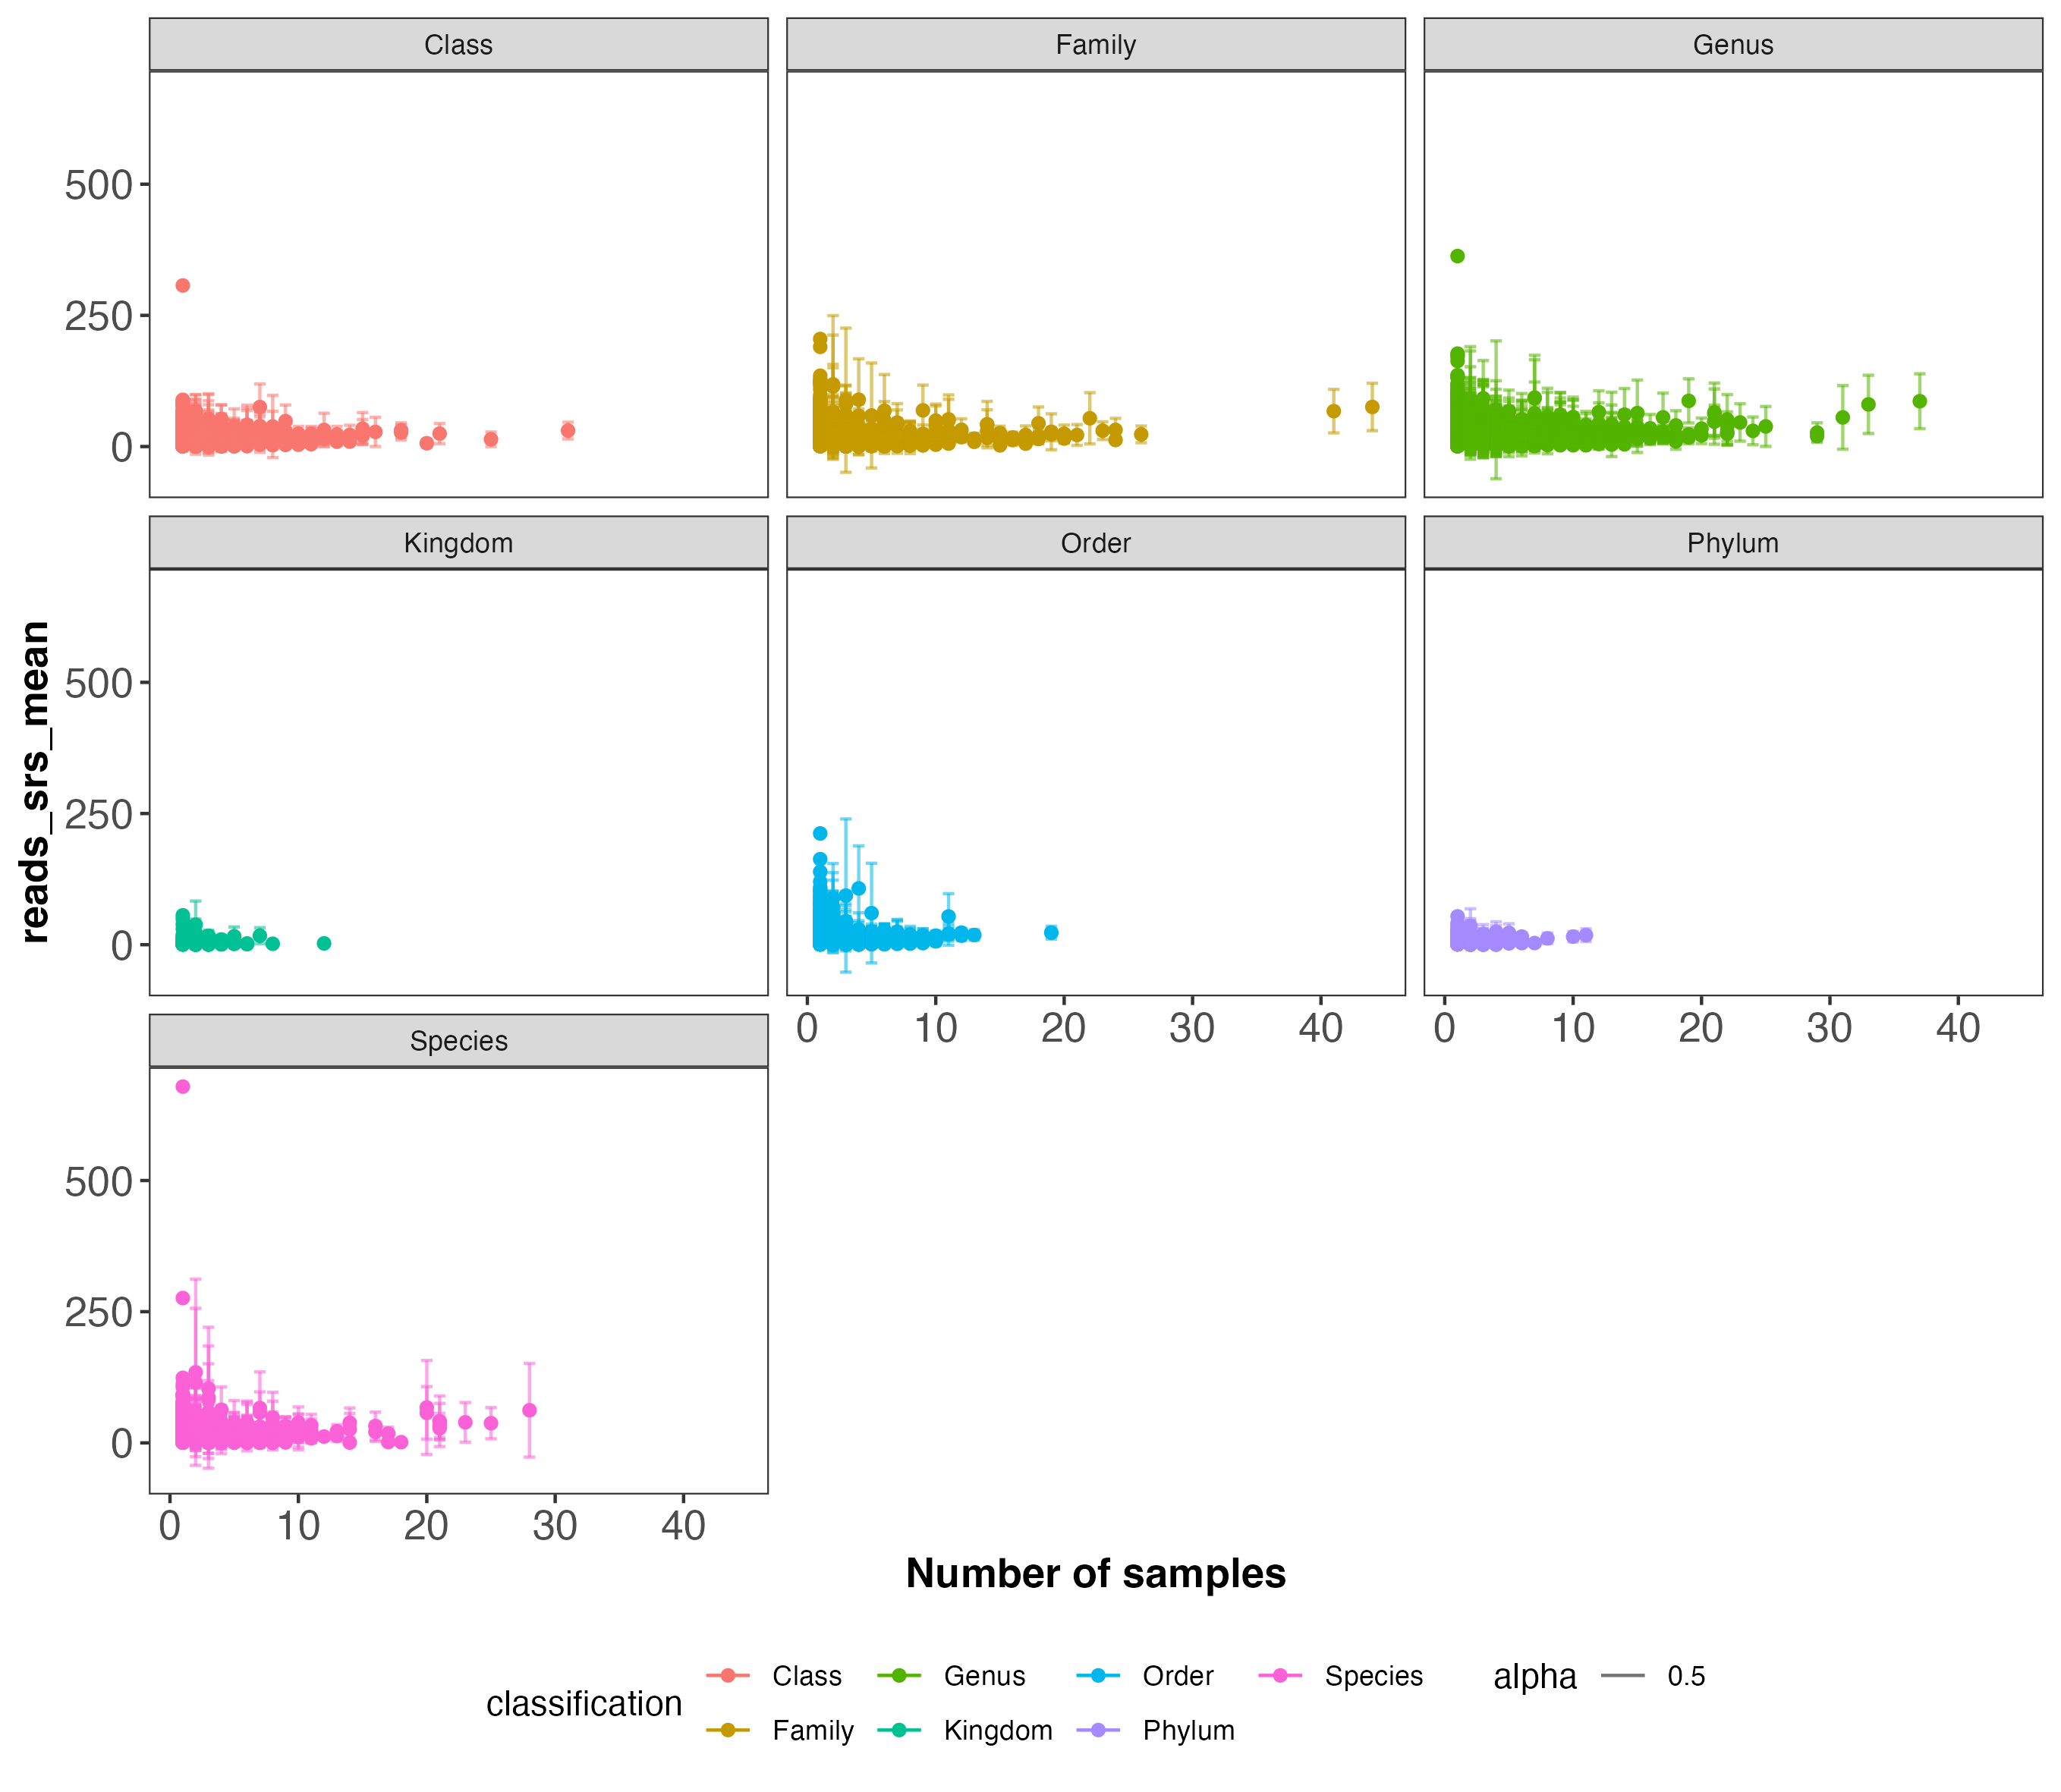 Class Family Genus
500
250
0
Kingdom Order Phylum
500
250
0
reads_srs_mean
0 10 20 30 40 0 10 20 30 40
Species
500
250
0
0 10 20 30 40
Number of samples
classification Class Genus Order Species alpha 0.5
Family Kingdom Phylum